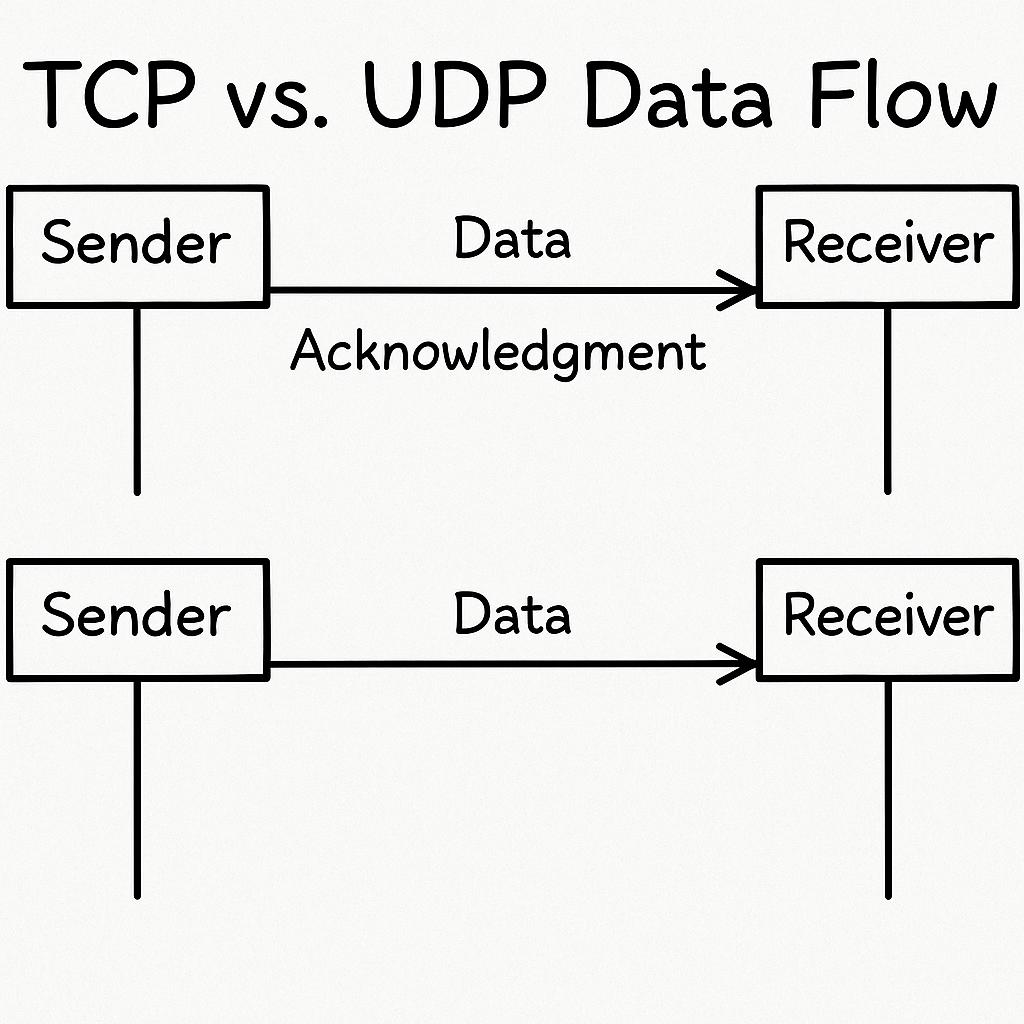 TCP vs. UDP Data Flow
Sender
Data
Receiver
Acknowledgment
Sender
Data
Receiver